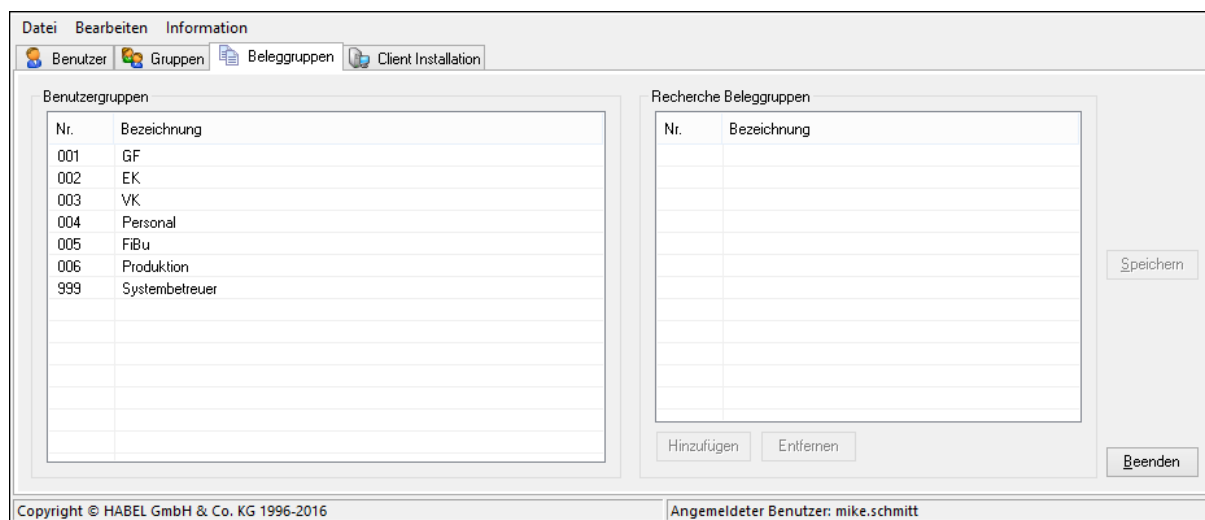 Datei Bearbeiten Information
Benutzer Gruppen Beleggruppen Client Installation
Benutzergruppen
Nr. Bezeichnung
001 GF
002 EK
003 VK
004 Personal
005 FiBu
006 Produktion
999 Systembetreuer
Recherche Beleggruppen
Nr. Bezeichnung
Hinzufügen Entfernen
Speichern
Beenden
Copyright © HABEL GmbH & Co. KG 1996-2016 Angemeldeter Benutzer: mike.schmitt